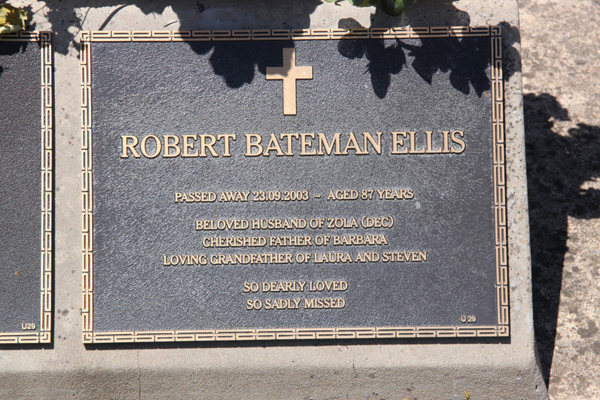 ROBERT BATEMAN ELLIS
PASSED AWAY 23.09.2003 ~ AGED 87 YEARS
BELOVED HUSBAND OF ZOLA (DEC)
CHERISHED FATHER OF BARBARA
LOVING GRANDFATHER OF LAURA AND STEVEN
SO DEARLY LOVED
SO SADLY MISSED
U29
U 29